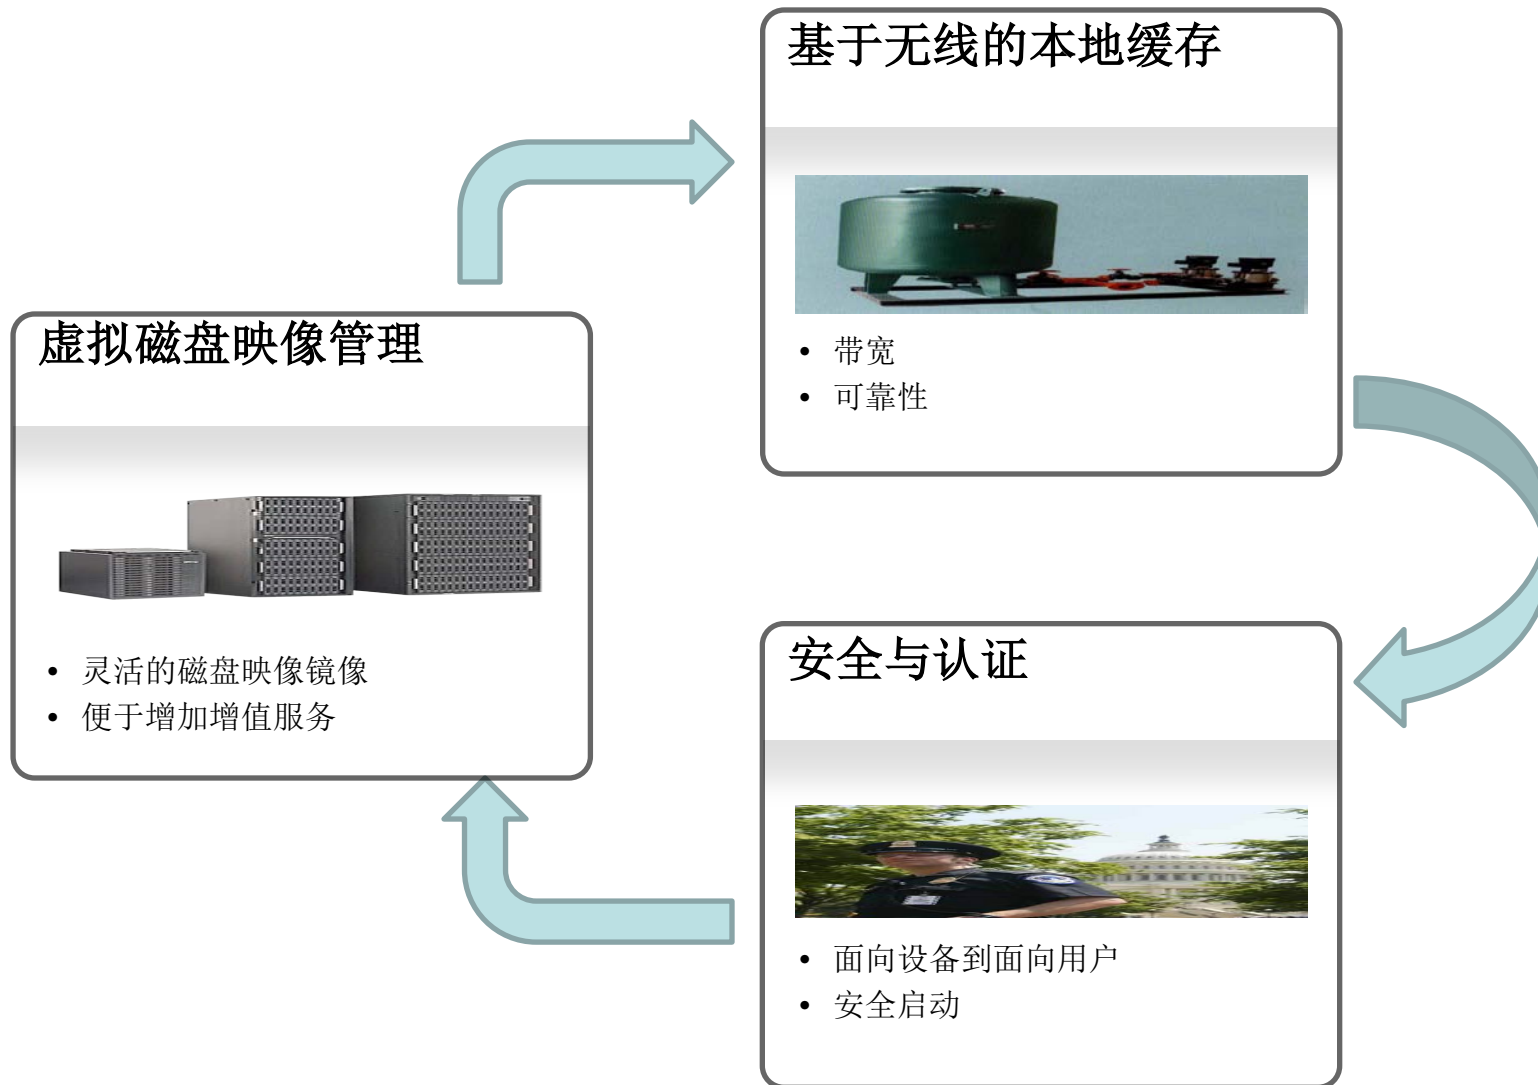 基于无线的本地缓存
• 带宽
• 可靠性
虚拟磁盘映像管理
• 灵活的磁盘映像镜像
• 便于增加增值服务
安全与认证
• 面向设备到面向用户
• 安全启动